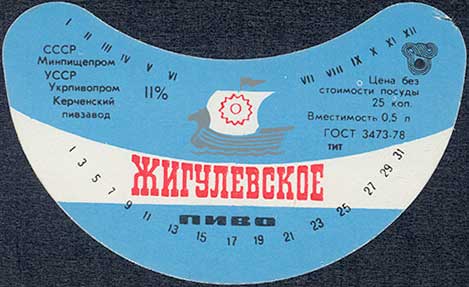 I II III IV V VI
VII VIII IX X XI XII
СССР
Минпищепром
УССР
Укрпивопром
Керченский
пивзавод
11%
Цена без
стоимости посуды
25 коп.
Вместимость 0,5 л
ГОСТ 3473-78
ТИТ
ЖИГУЛЕВСКОЕ
ПИВО
1 3 5 7 9 11 13 15 17 19 21 23 25 27 29 31